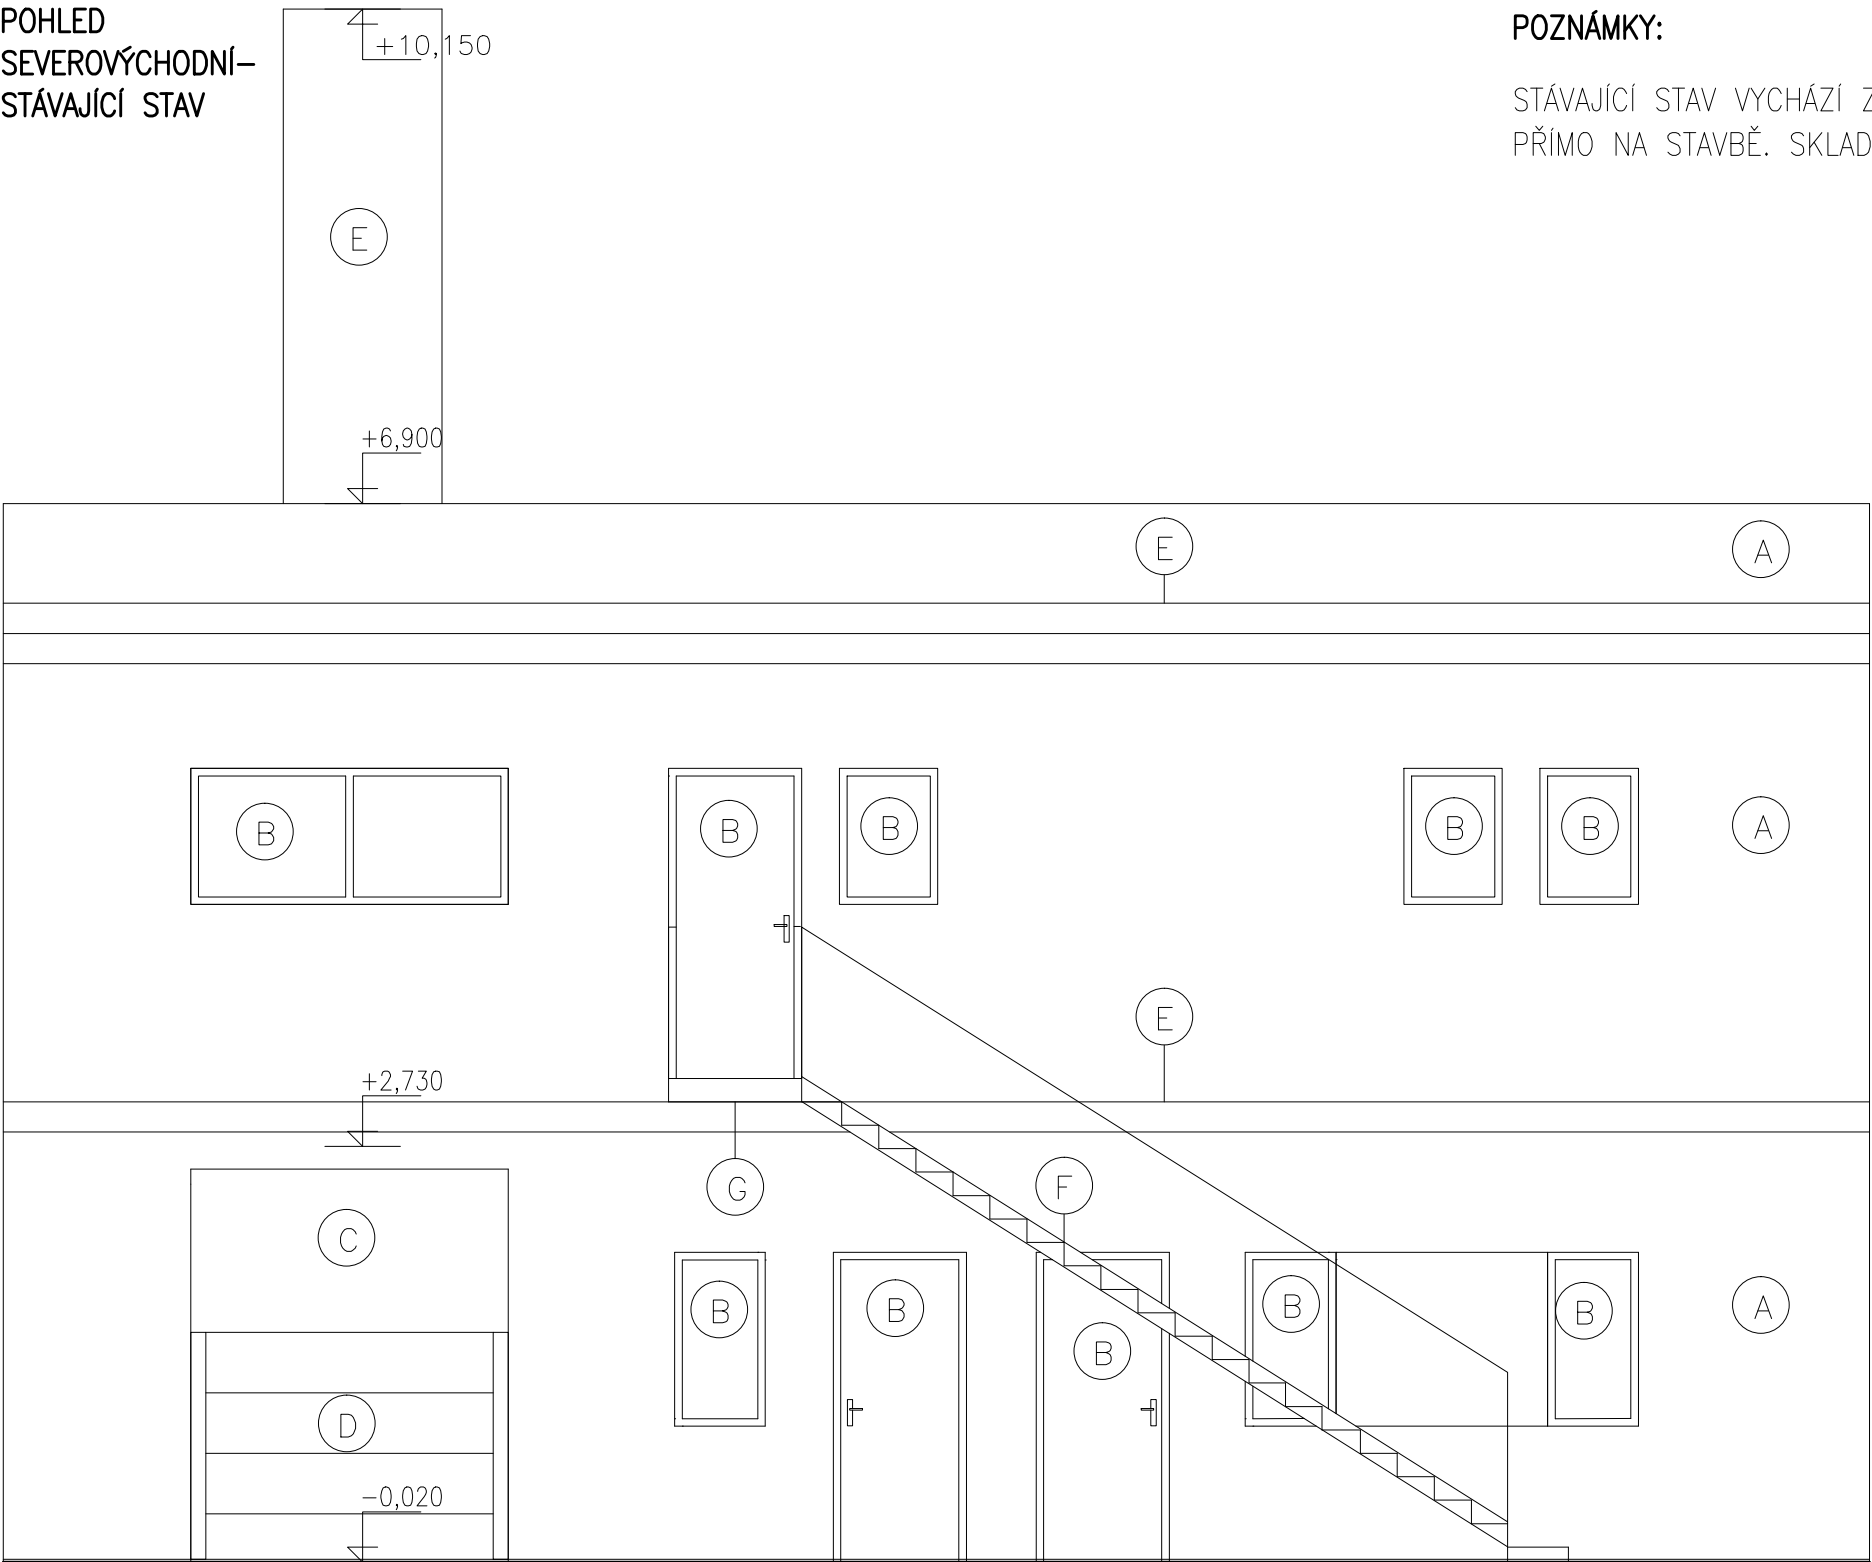 POHLED
SEVEROVÝCHODNÍ-
STÁVAJÍCÍ STAV
POZNÁMKY:
STÁVAJÍCÍ STAV VYCHÁZÍ Z
PŘÍMO NA STAVBĚ. SKLAD
+10,150
E
+6,900
E
A
B
B
B
B
B
A
E
+2,730
G
F
C
B
B
B
B
B
A
D
-0,020